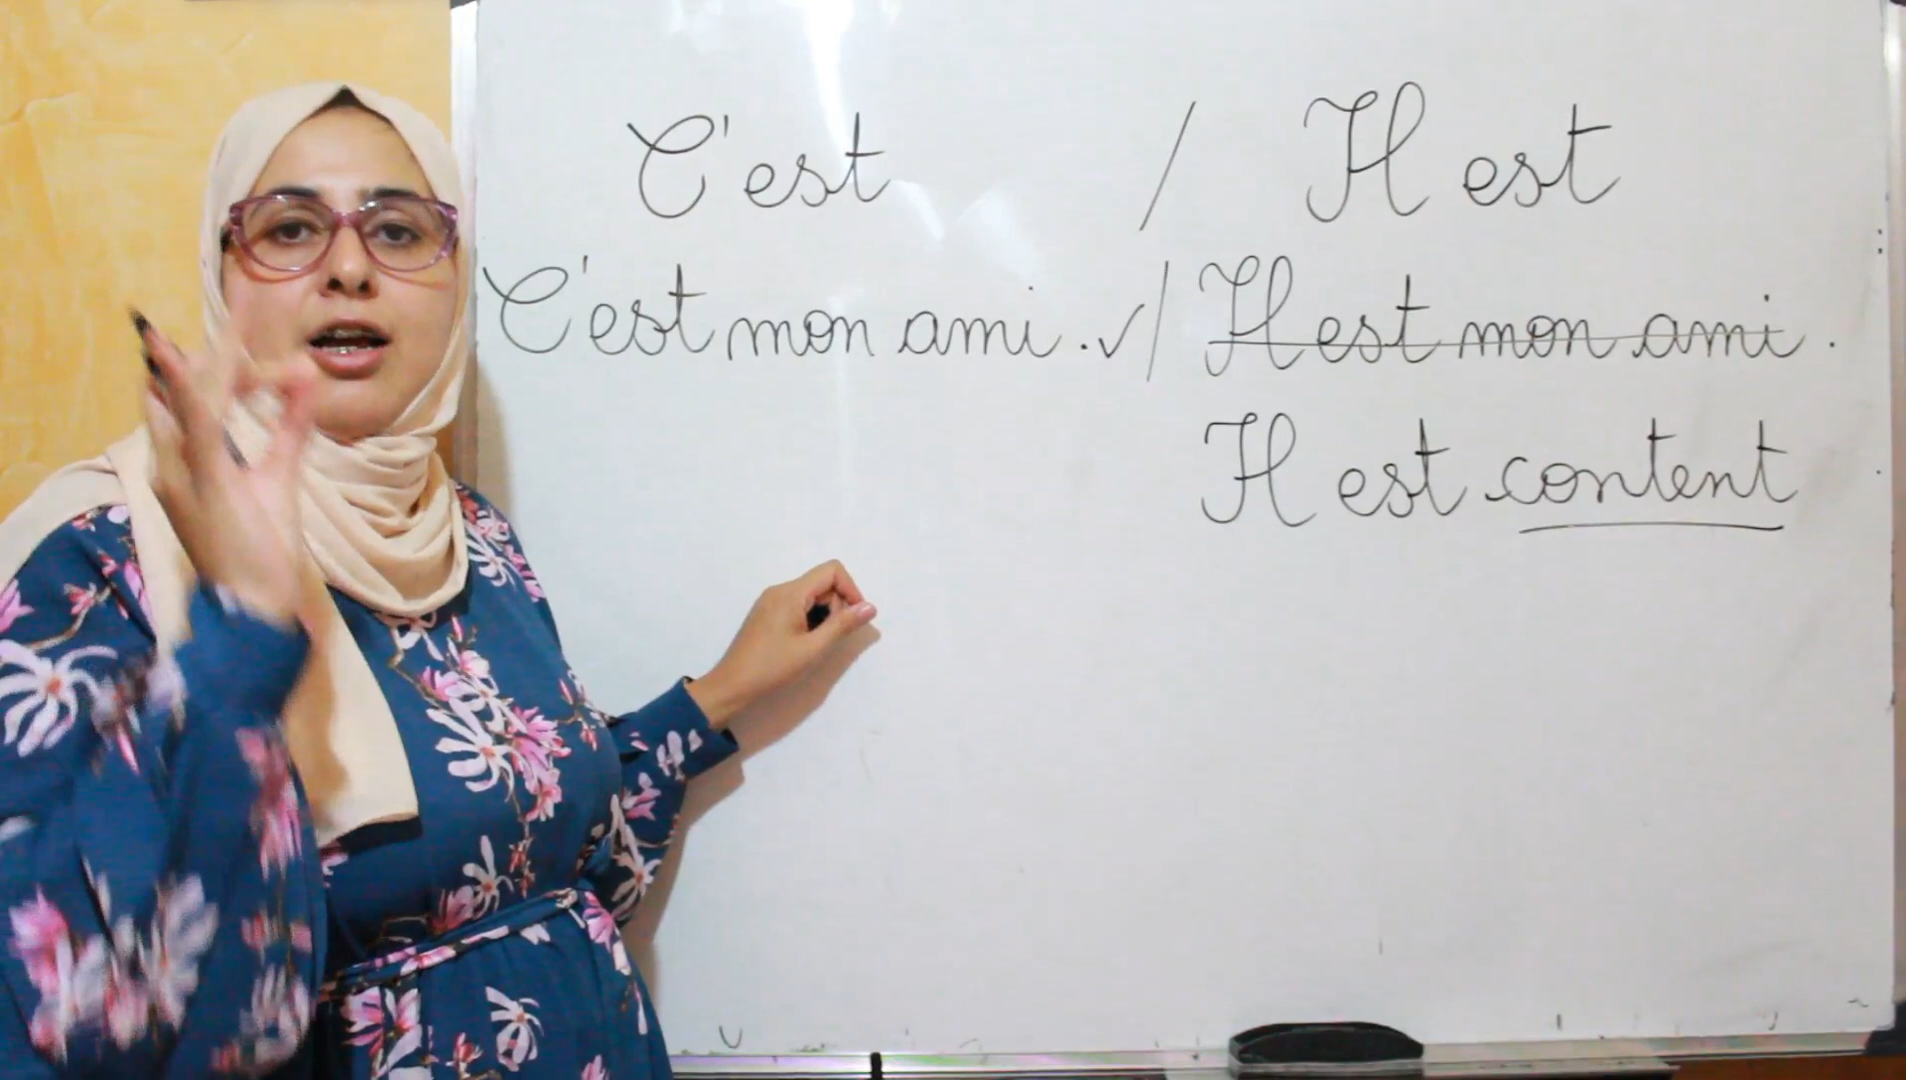 C'est / Il est
C'est mon ami. ✓ / Il est mon ami.
Il est content